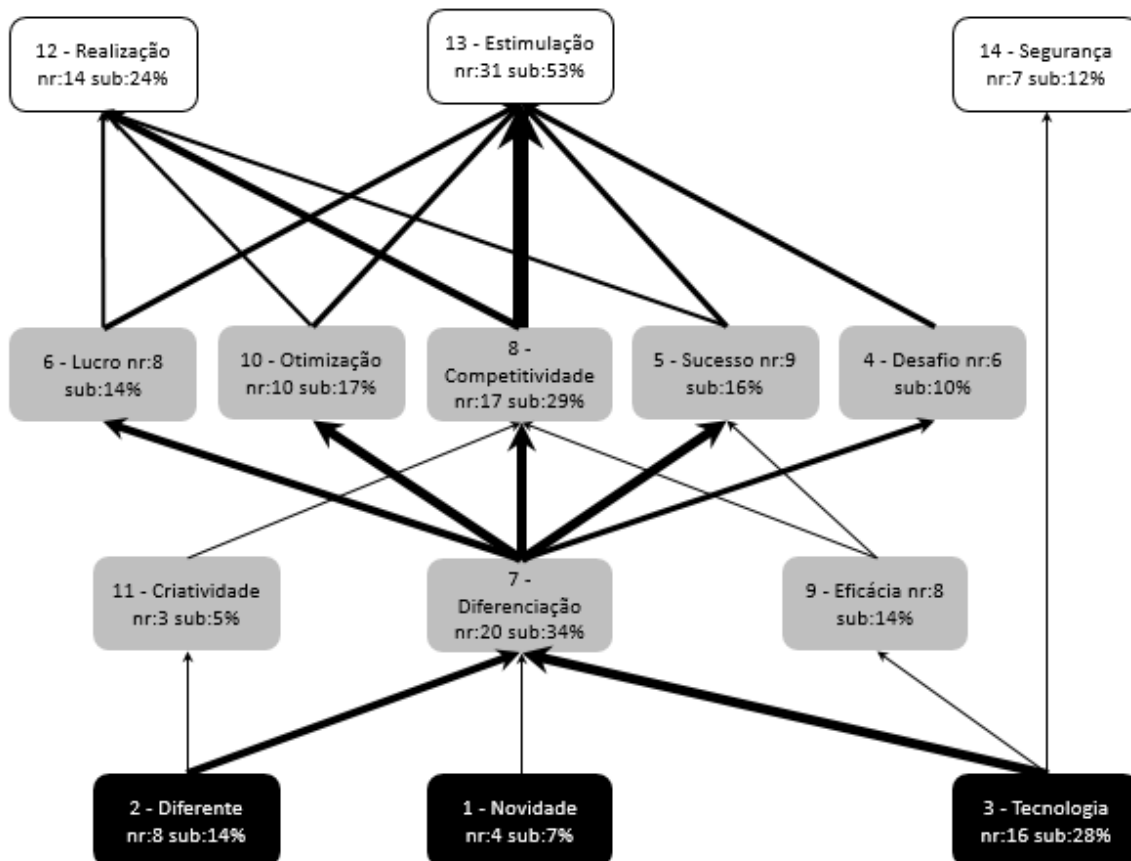 12 - Realização
nr:14 sub:24%
13 - Estimulação
nr:31 sub:53%
14 - Segurança
nr:7 sub:12%
6 - Lucro nr:8
sub:14%
10 - Otimização
nr:10 sub:17%
8 -
Competitividade
nr:17 sub:29%
5 - Sucesso nr:9
sub:16%
4 - Desafio nr:6
sub:10%
11 - Criatividade
nr:3 sub:5%
7 -
Diferenciação
nr:20 sub:34%
9 - Eficácia nr:8
sub:14%
2 - Diferente
nr:8 sub:14%
1 - Novidade
nr:4 sub:7%
3 - Tecnologia
nr:16 sub:28%